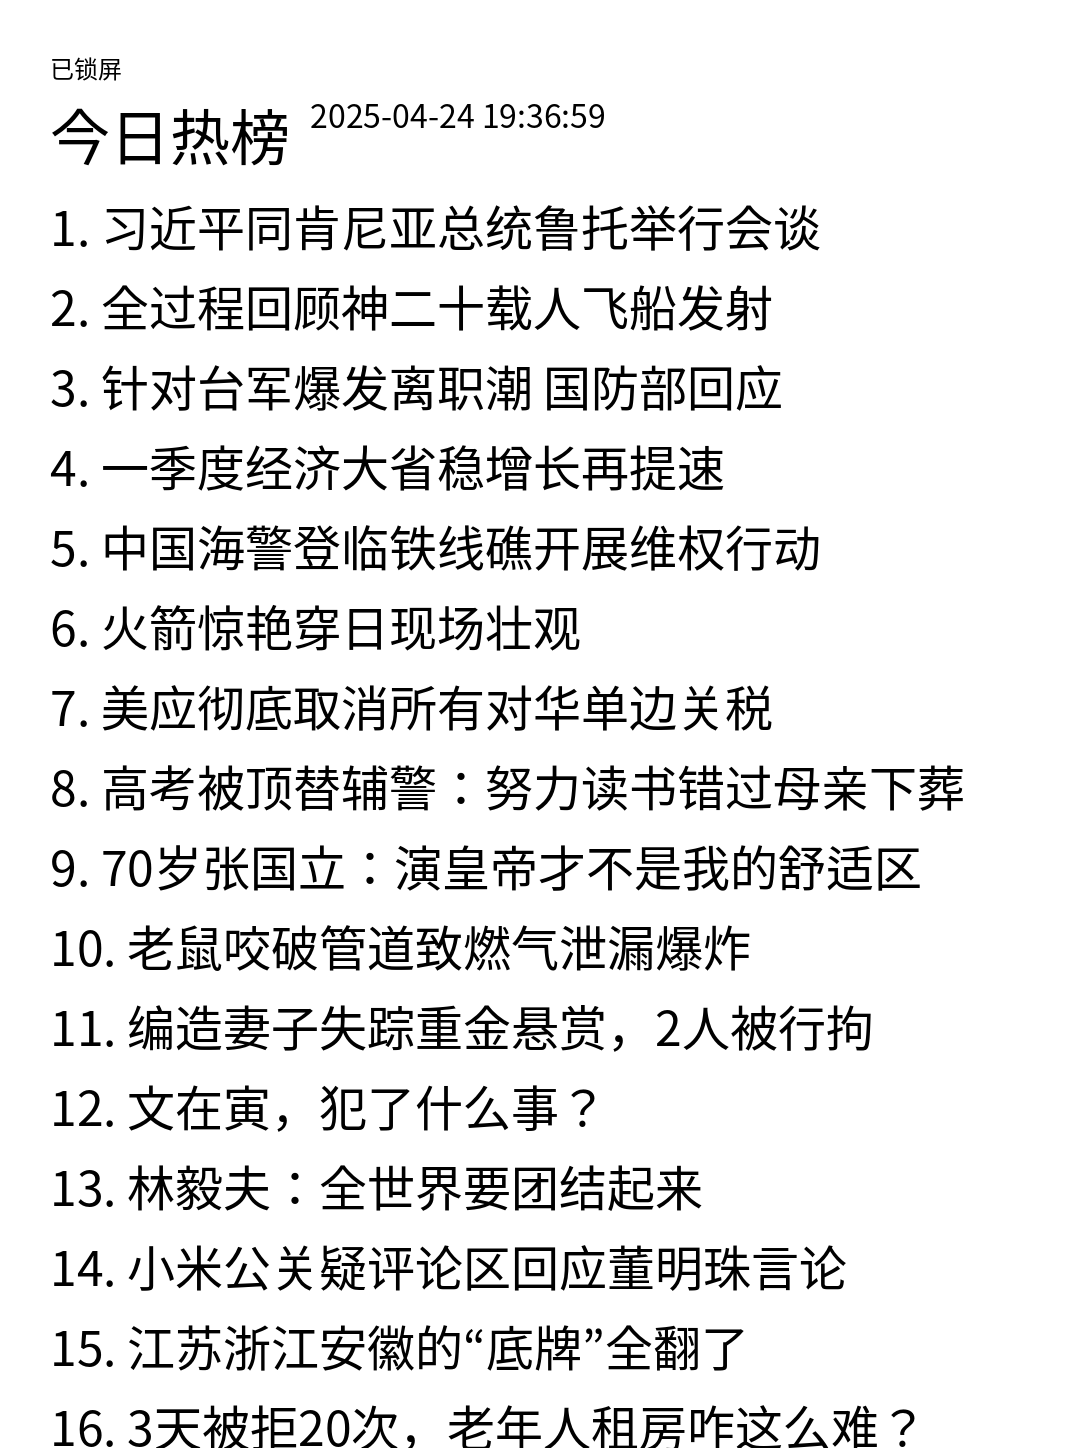 已锁屏
今日热榜 2025-04-24 19:36:59
1. 习近平同肯尼亚总统鲁托举行会谈
2. 全过程回顾神二十载人飞船发射
3. 针对台军爆发离职潮 国防部回应
4. 一季度经济大省稳增长再提速
5. 中国海警登临铁线礁开展维权行动
6. 火箭惊艳穿日现场壮观
7. 美应彻底取消所有对华单边关税
8. 高考被顶替辅警：努力读书错过母亲下葬
9. 70岁张国立：演皇帝才不是我的舒适区
10. 老鼠咬破管道致燃气泄漏爆炸
11. 编造妻子失踪重金悬赏，2人被行拘
12. 文在寅，犯了什么事？
13. 林毅夫：全世界要团结起来
14. 小米公关疑评论区回应董明珠言论
15. 江苏浙江安徽的“底牌”全翻了
16. 3天被拒20次，老年人租房咋这么难？